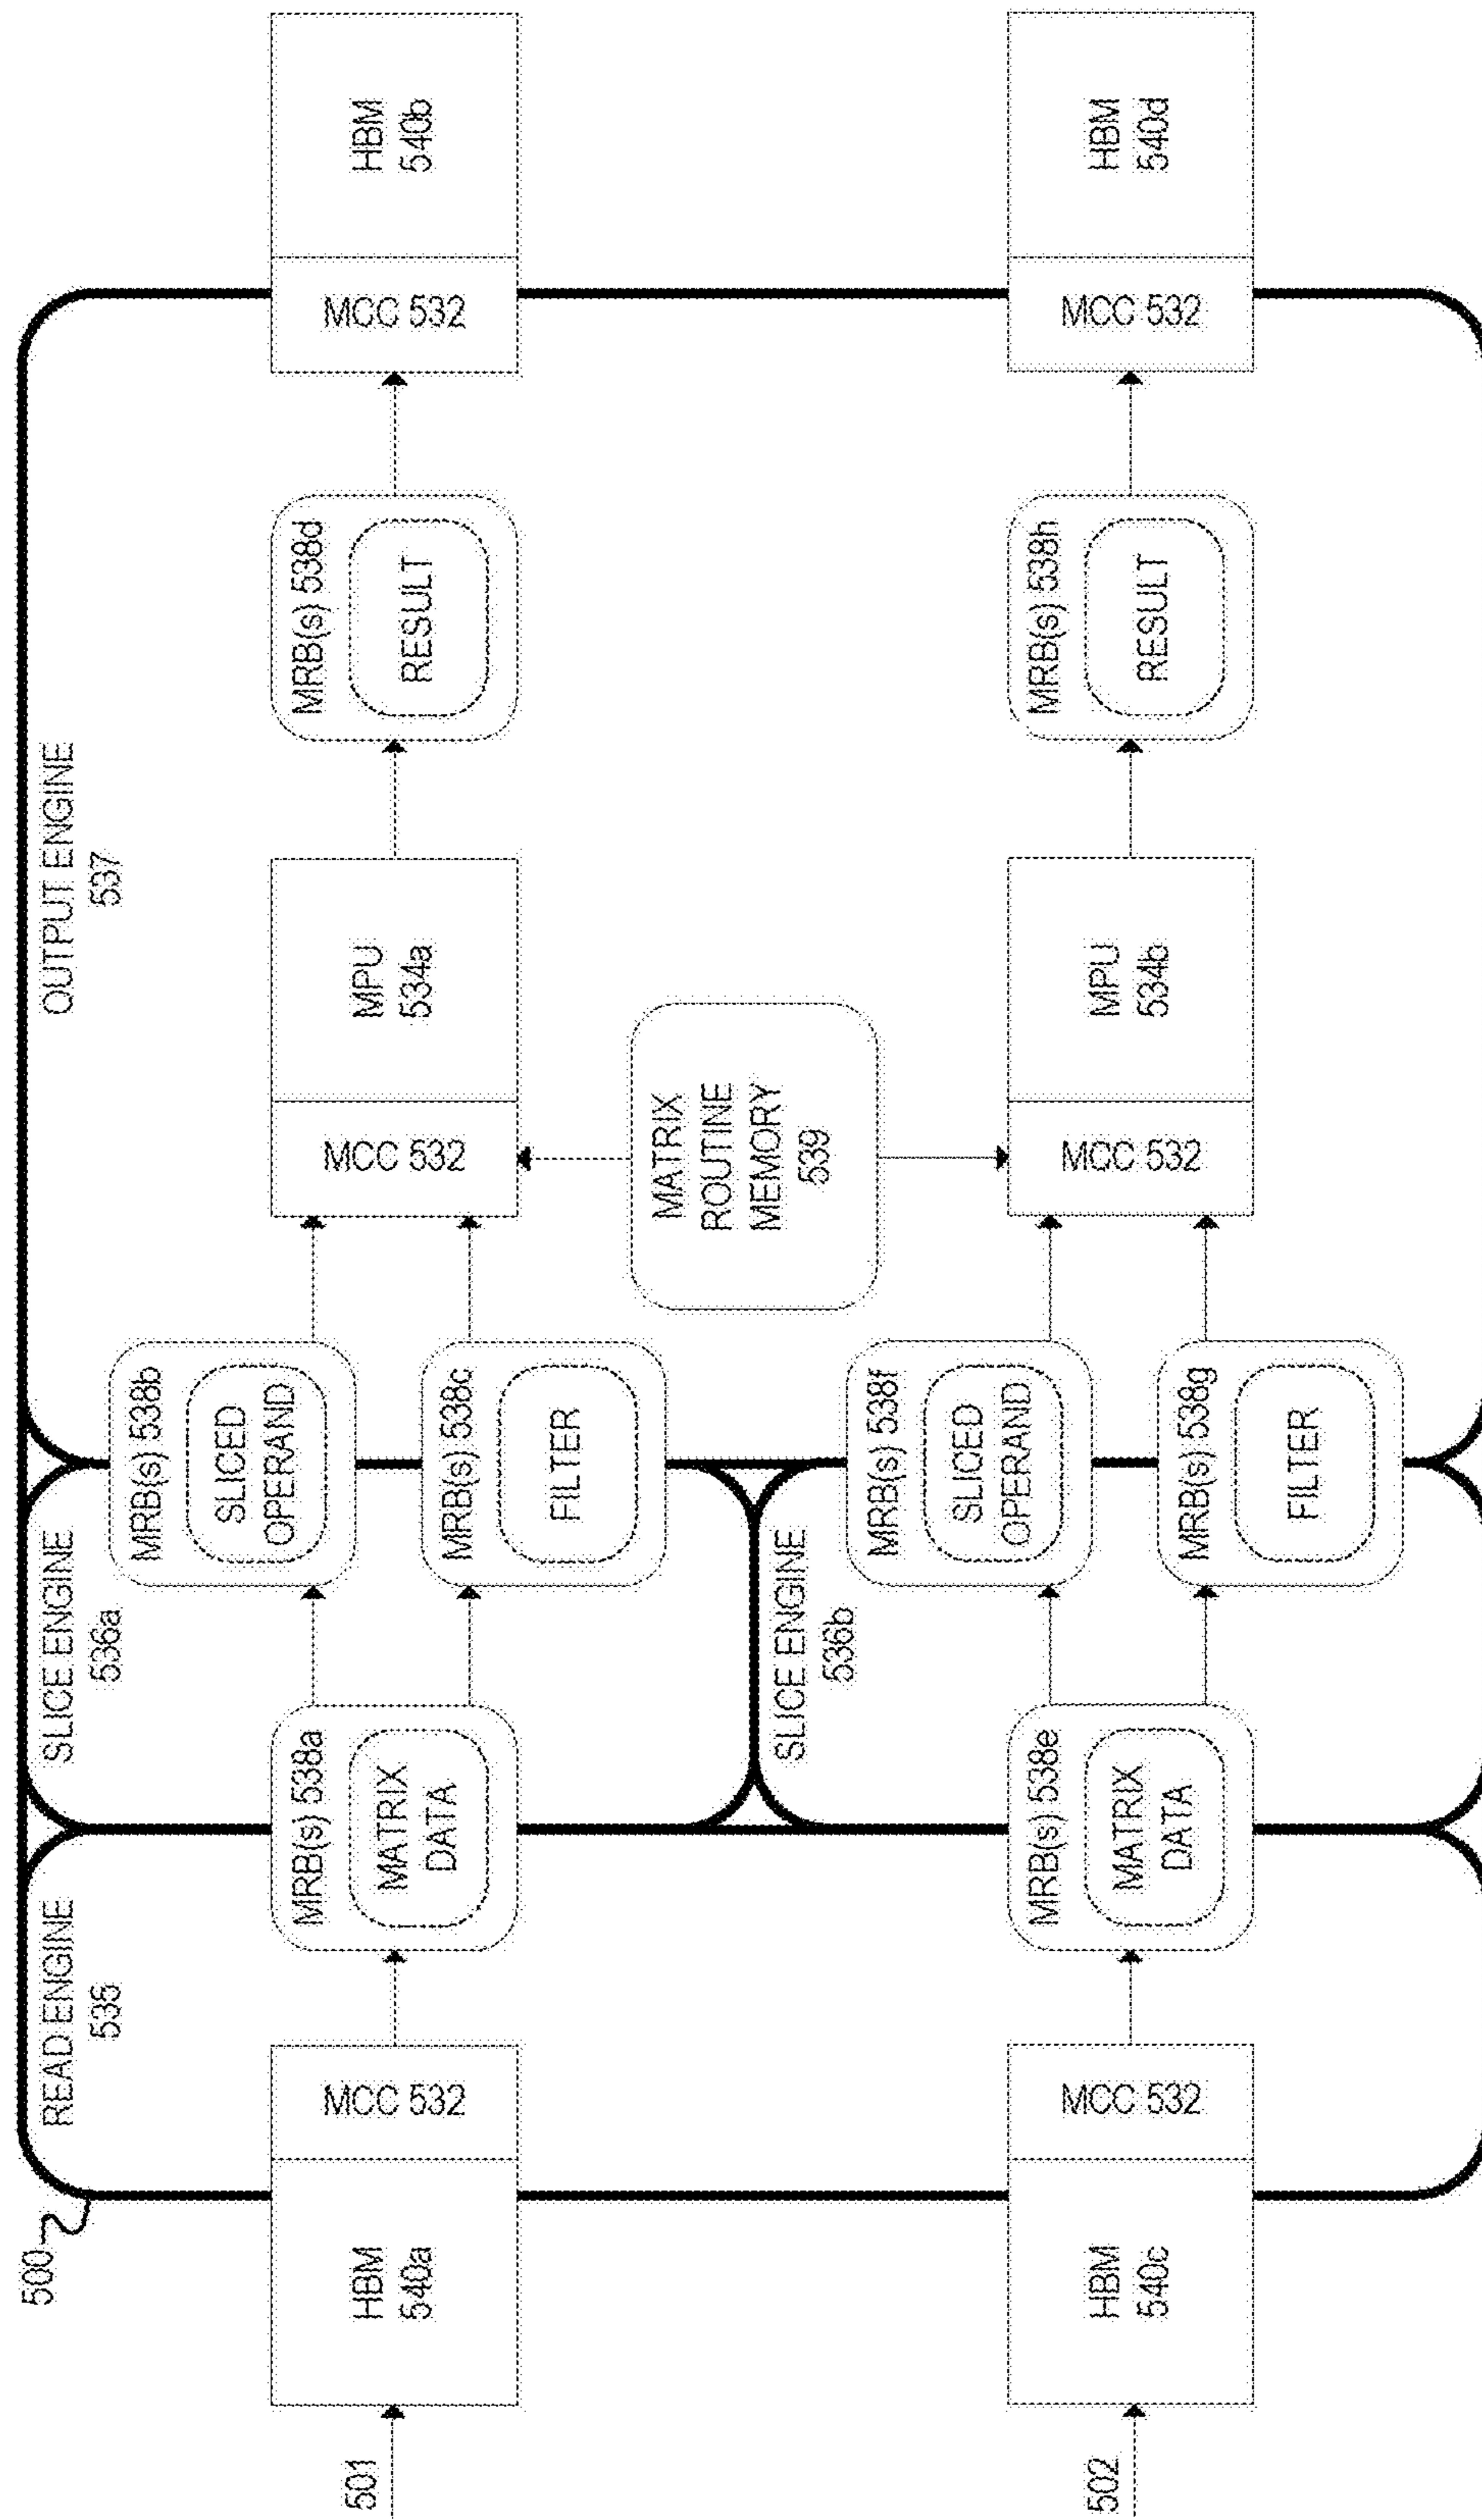 500
READ ENGINE
535
SLICE ENGINE
536a
OUTPUT ENGINE
537
501
HBM
540a
MCC 532
MRB(s) 538a
MATRIX
DATA
MRB(s) 538b
SLICED
OPERAND
MRB(s) 538c
FILTER
MCC 532
MPU
534a
MRB(s) 538d
RESULT
MCC 532
HBM
540b
MATRIX
ROUTINE
MEMORY
539
SLICE ENGINE
536b
502
HBM
540c
MCC 532
MRB(s) 538e
MATRIX
DATA
MRB(s) 538f
SLICED
OPERAND
MRB(s) 538g
FILTER
MCC 532
MPU
534b
MRB(s) 538h
RESULT
MCC 532
HBM
540d